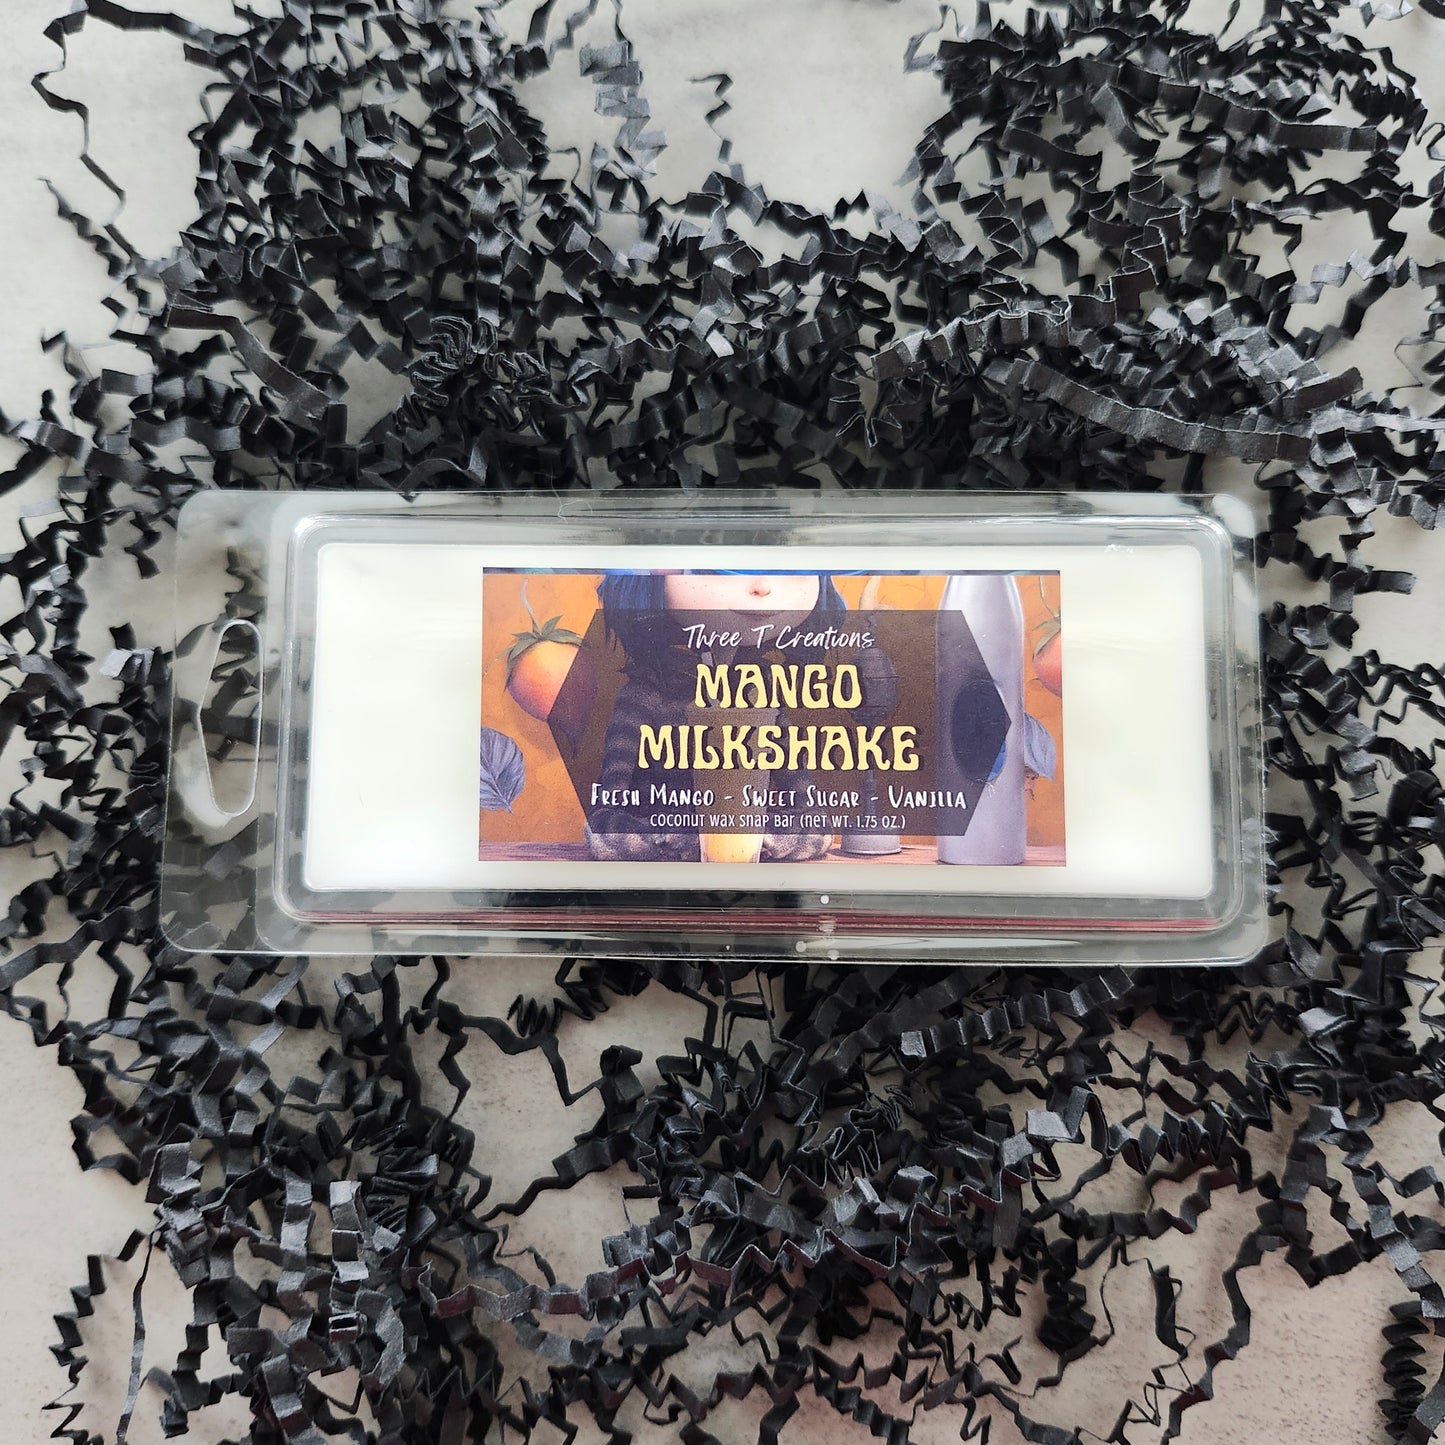 Three T Creations
MANGO
MILKSHAKE
Fresh Mango - Sweet Sugar - Vanilla
Coconut Wax Snap Bar (Net Wt. 1.75 oz.)